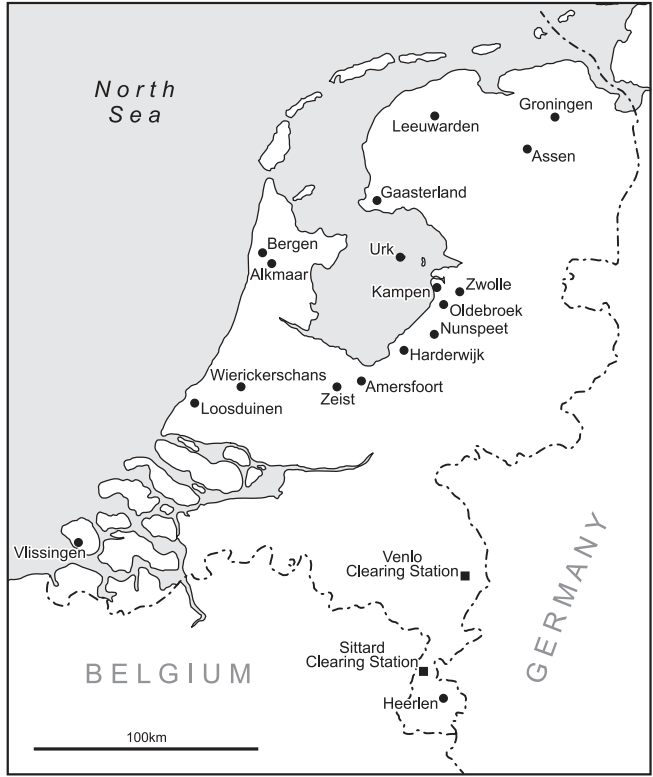 North
Sea
Groningen
Leeuwarden
Assen
Gaasterland
Bergen
Urk
Alkmaar
Kampen
Zwolle
Oldebroek
Nunspeet
Harderwijk
Wierickerschans
Amersfoort
Zeist
Loosduinen
Vlissingen
Venlo
Clearing Station
GERMANY
Sittard
Clearing Station
BELGIUM
Heerlen
100km